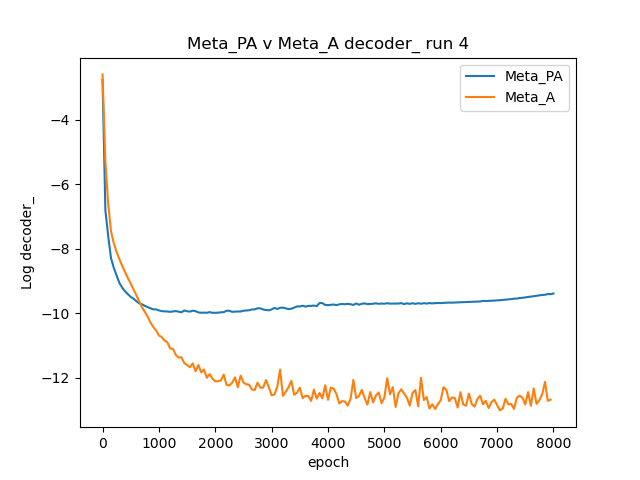 Meta_PA v Meta_A decoder_ run 4
Meta_PA
Meta_A
Log decoder_
−4
−6
−8
−10
−12
0 1000 2000 3000 4000 5000 6000 7000 8000
epoch